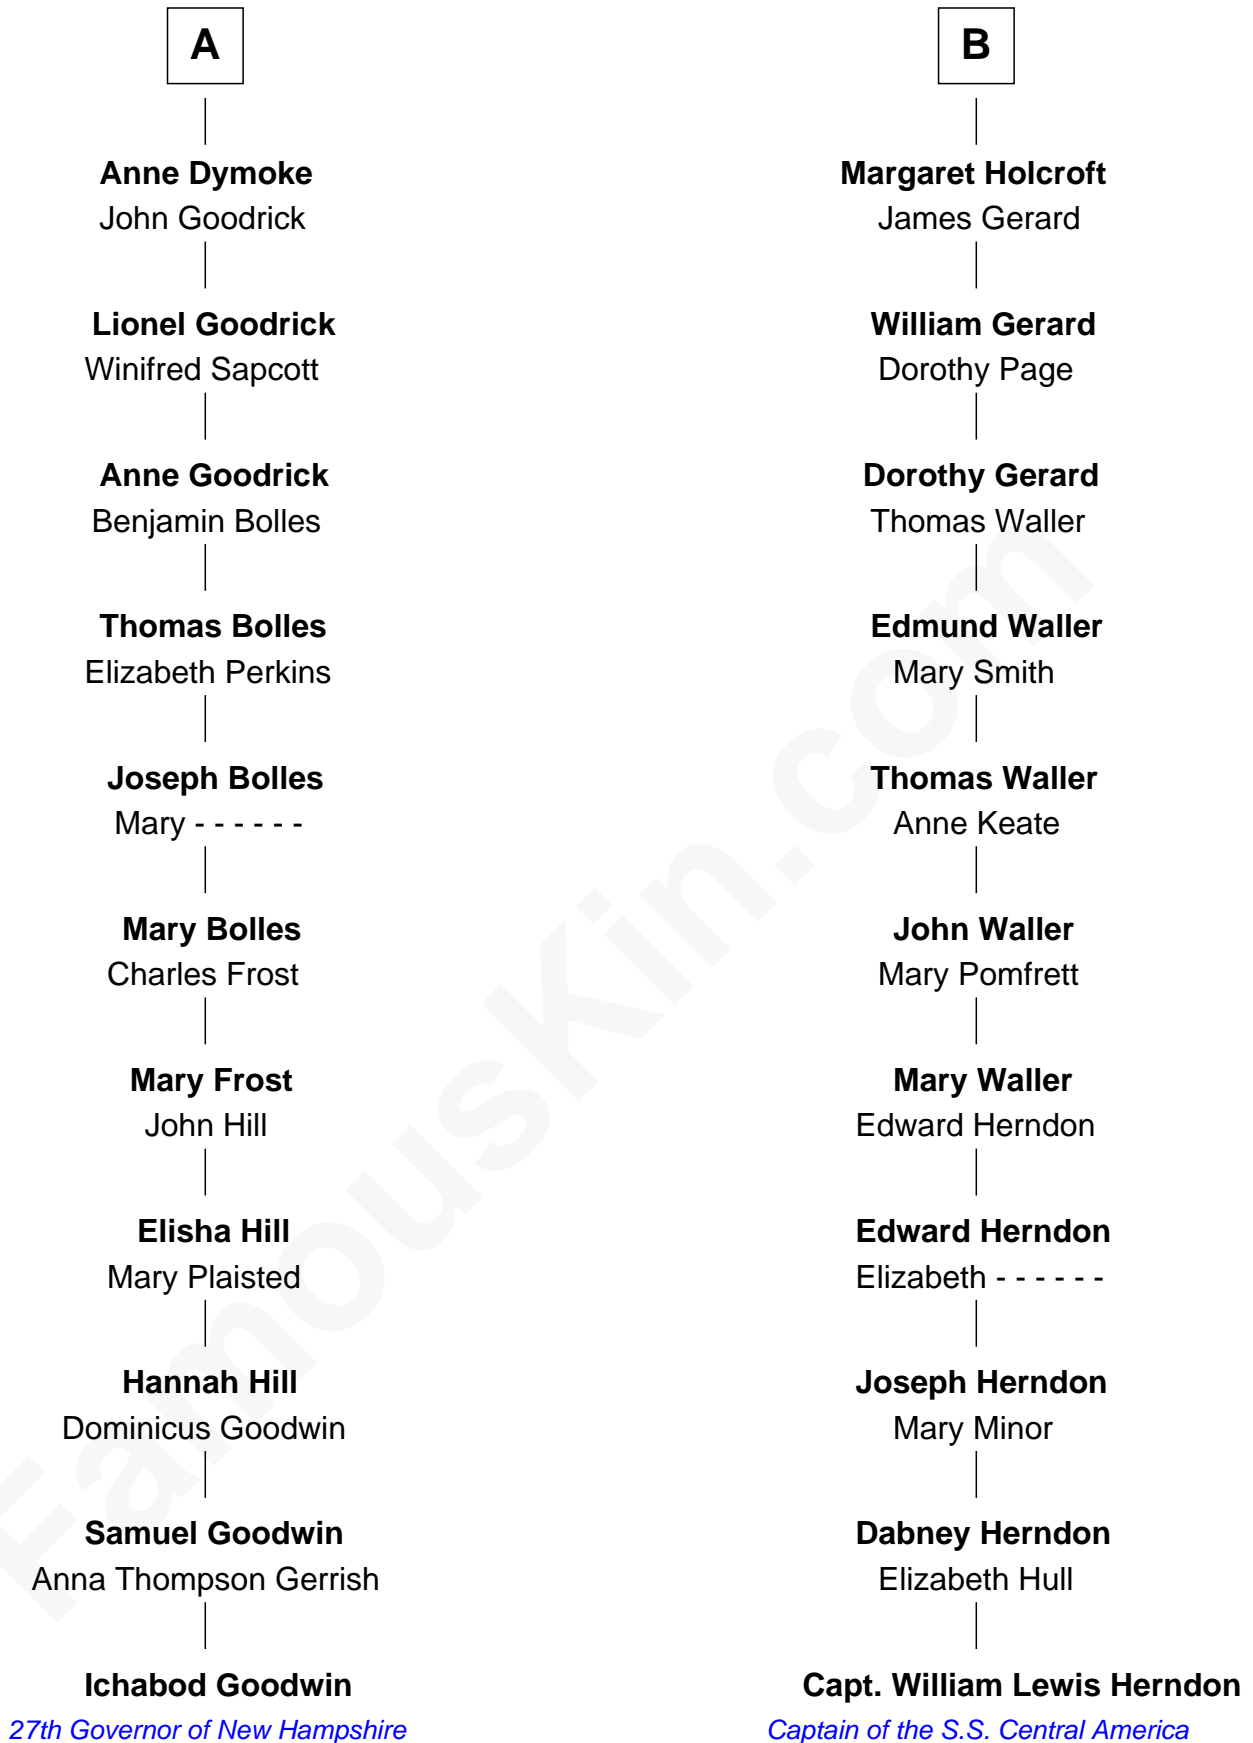 A
Anne Dymoke
John Goodrick
Lionel Goodrick
Winifred Sapcott
Anne Goodrick
Benjamin Bolles
Thomas Bolles
Elizabeth Perkins
Joseph Bolles
Mary - - - - - -
Mary Bolles
Charles Frost
Mary Frost
John Hill
Elisha Hill
Mary Plaisted
Hannah Hill
Dominicus Goodwin
Samuel Goodwin
Anna Thompson Gerrish
Ichabod Goodwin
27th Governor of New Hampshire
B
Margaret Holcroft
James Gerard
William Gerard
Dorothy Page
Dorothy Gerard
Thomas Waller
Edmund Waller
Mary Smith
Thomas Waller
Anne Keate
John Waller
Mary Pomfrett
Mary Waller
Edward Herndon
Edward Herndon
Elizabeth - - - - - -
Joseph Herndon
Mary Minor
Dabney Herndon
Elizabeth Hull
Capt. William Lewis Herndon
Captain of the S.S. Central America
FamousKin.com